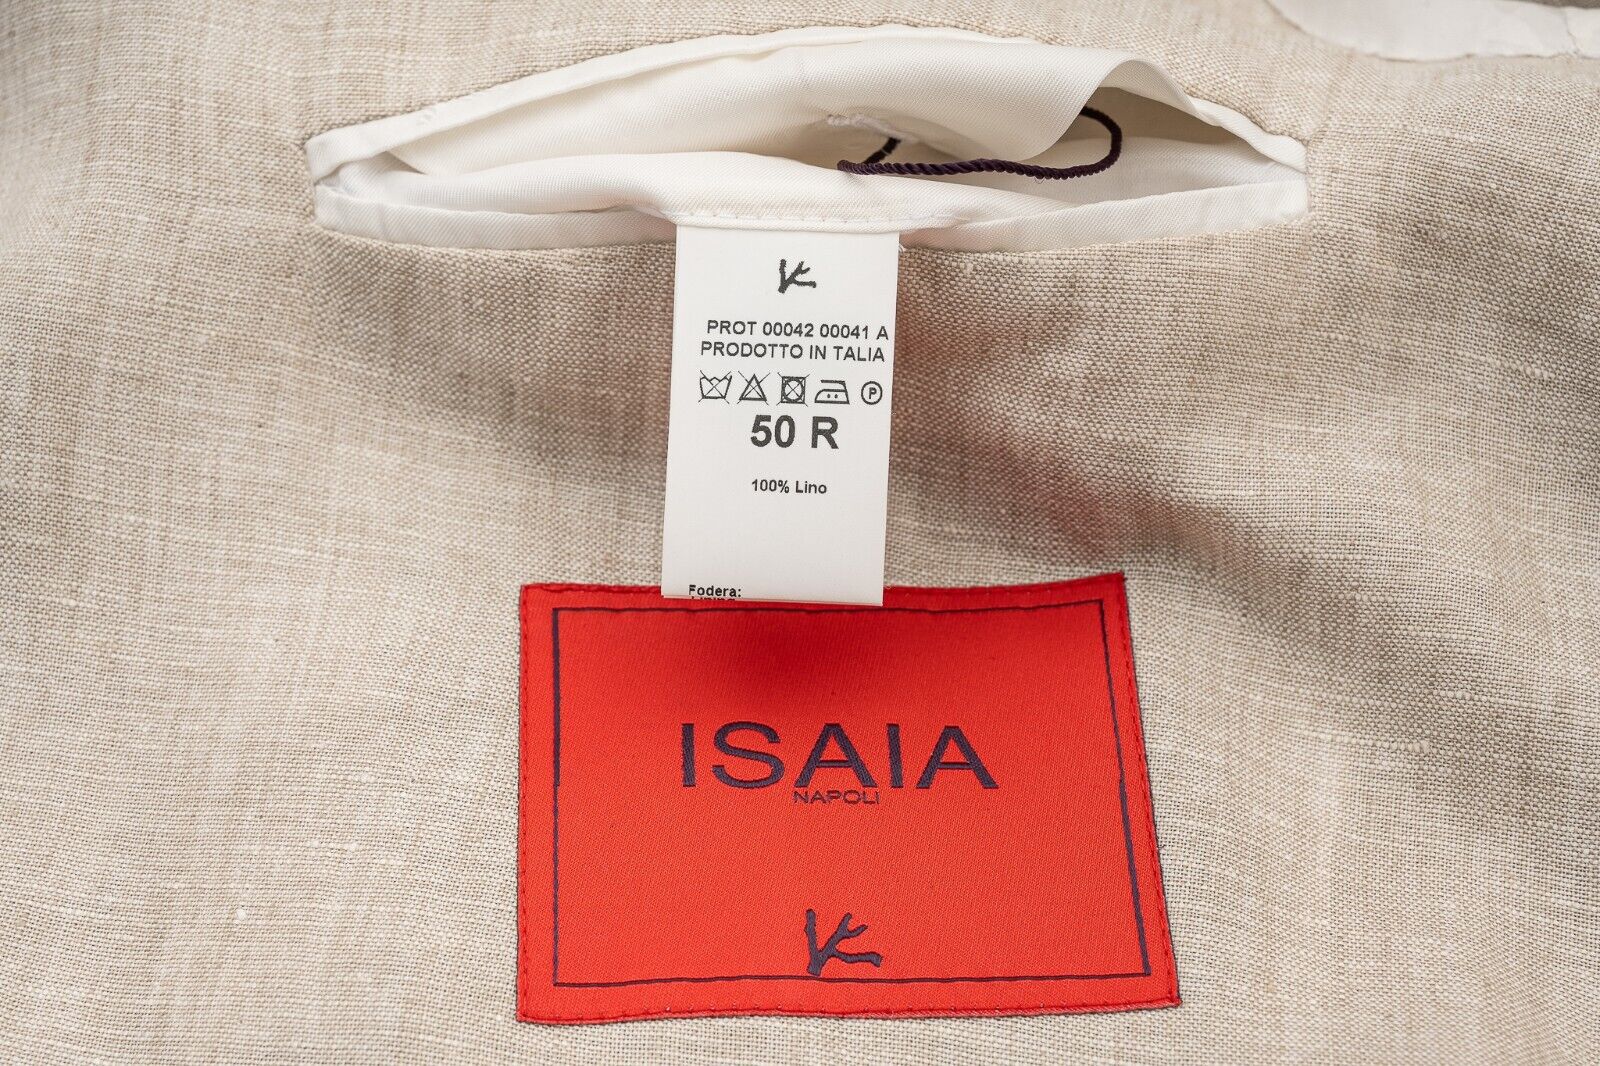 PROT 00042 00041 A
PRODOTTO IN TALIA
P
50 R
100% Lino
Fodera:
ISAIA
NAPOLI